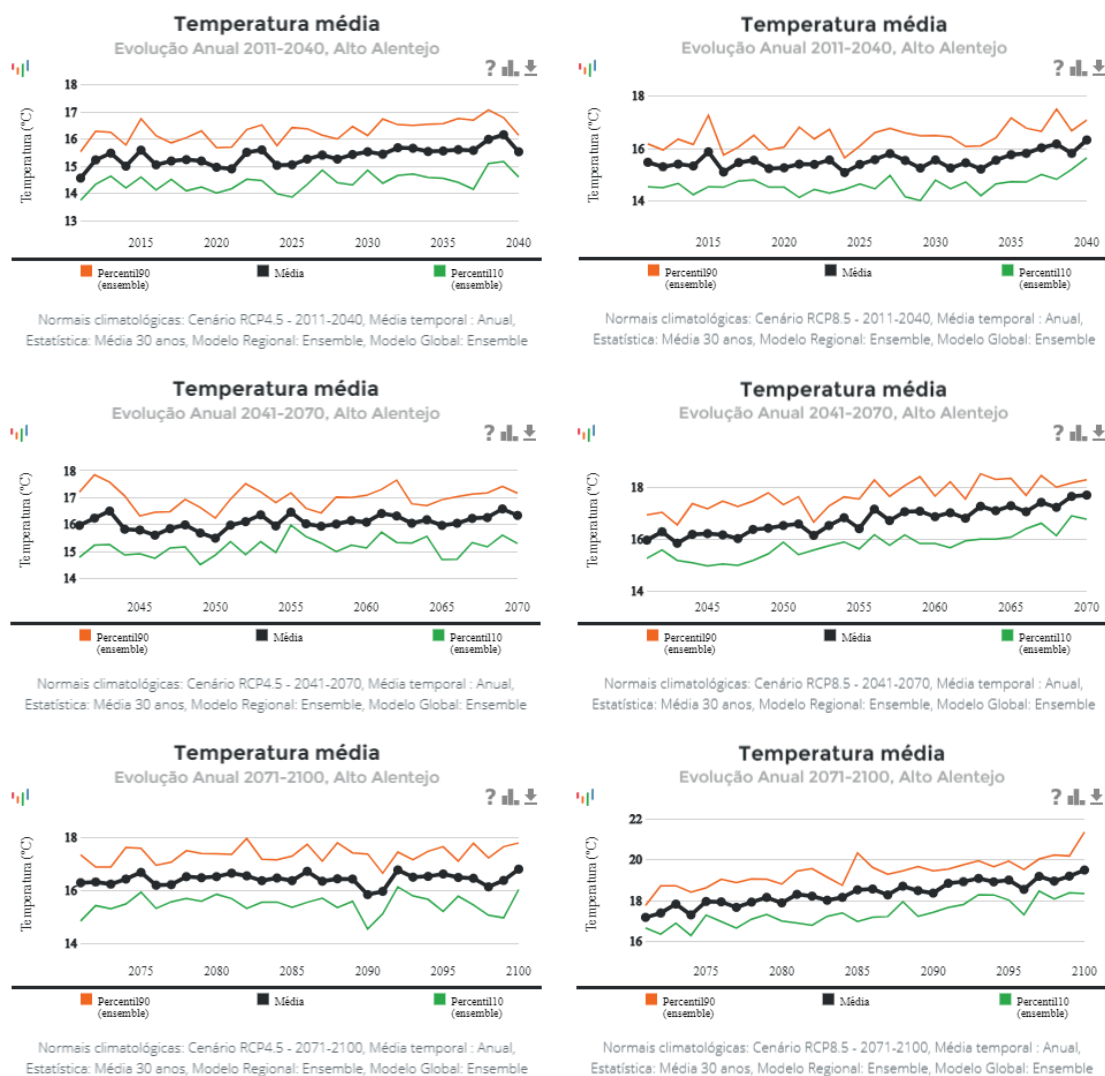 Temperatura média
Evolução Anual 2011-2040, Alto Alentejo
?
Temperatura (°C)
18
17
16
15
14
13
2015
2020
2025
2030
2035
2040
Percentil90
(ensemble)
Média
Percentil10
(ensemble)
Normais climatológicas: Cenário RCP4.5 - 2011-2040, Média temporal : Anual,
Estatística: Média 30 anos, Modelo Regional: Ensemble, Modelo Global: Ensemble
Temperatura média
Evolução Anual 2011-2040, Alto Alentejo
?
Temperatura (°C)
18
16
14
2015
2020
2025
2030
2035
2040
Percentil90
(ensemble)
Média
Percentil10
(ensemble)
Normais climatológicas: Cenário RCP8.5 - 2011-2040, Média temporal : Anual,
Estatística: Média 30 anos, Modelo Regional: Ensemble, Modelo Global: Ensemble
Temperatura média
Evolução Anual 2041-2070, Alto Alentejo
?
Temperatura (°C)
18
17
16
15
14
2045
2050
2055
2060
2065
2070
Percentil90
(ensemble)
Média
Percentil10
(ensemble)
Normais climatológicas: Cenário RCP4.5 - 2041-2070, Média temporal : Anual,
Estatística: Média 30 anos, Modelo Regional: Ensemble, Modelo Global: Ensemble
Temperatura média
Evolução Anual 2041-2070, Alto Alentejo
?
Temperatura (°C)
18
16
14
2045
2050
2055
2060
2065
2070
Percentil90
(ensemble)
Média
Percentil10
(ensemble)
Normais climatológicas: Cenário RCP8.5 - 2041-2070, Média temporal : Anual,
Estatística: Média 30 anos, Modelo Regional: Ensemble, Modelo Global: Ensemble
Temperatura média
Evolução Anual 2071-2100, Alto Alentejo
?
Temperatura (°C)
18
16
14
2075
2080
2085
2090
2095
2100
Percentil90
(ensemble)
Média
Percentil10
(ensemble)
Normais climatológicas: Cenário RCP4.5 - 2071-2100, Média temporal : Anual,
Estatística: Média 30 anos, Modelo Regional: Ensemble, Modelo Global: Ensemble
Temperatura média
Evolução Anual 2071-2100, Alto Alentejo
?
Temperatura (°C)
22
20
18
16
2075
2080
2085
2090
2095
2100
Percentil90
(ensemble)
Média
Percentil10
(ensemble)
Normais climatológicas: Cenário RCP8.5 - 2071-2100, Média temporal : Anual,
Estatística: Média 30 anos, Modelo Regional: Ensemble, Modelo Global: Ensemble